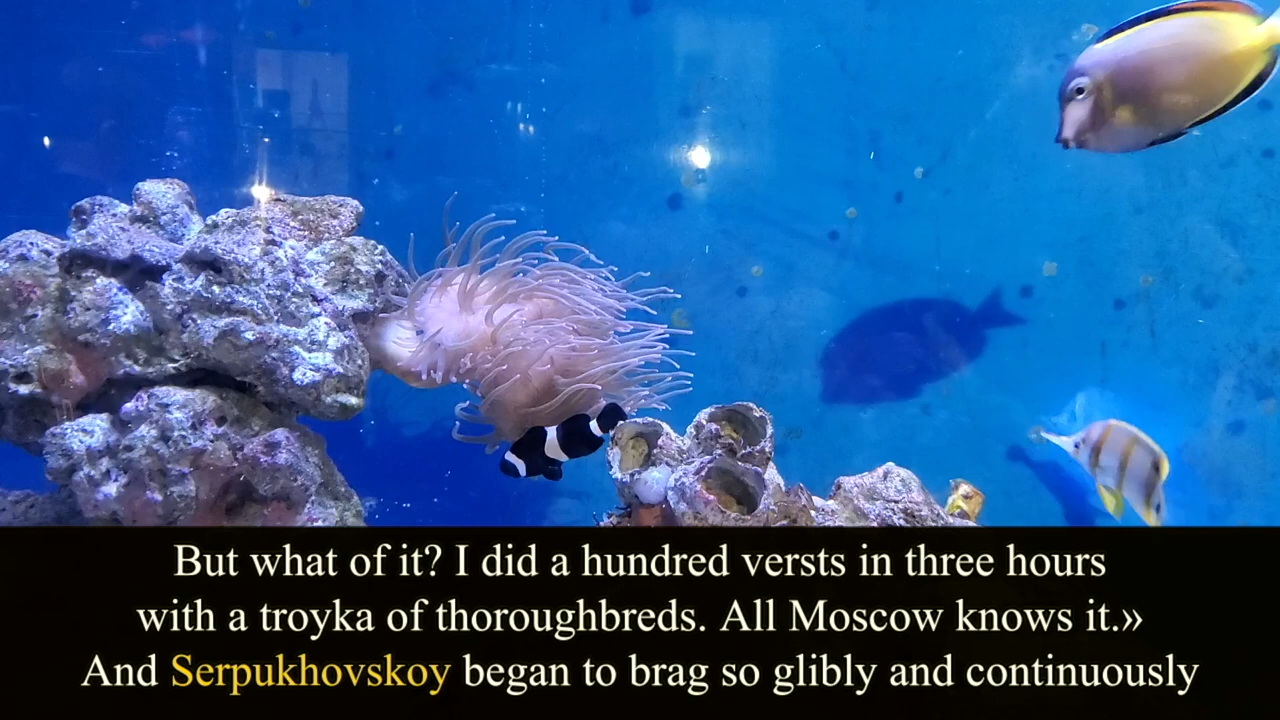 But what of it? I did a hundred versts in three hours
with a troyka of thoroughbreds. All Moscow knows it.»
And Serpukhovskoy began to brag so glibly and continuously